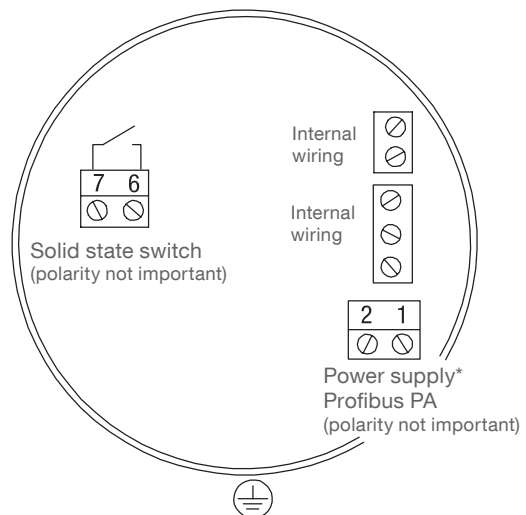 Internal
wiring
7 6
Internal
wiring
Solid state switch
(polarity not important)
2 1
Power supply*
Profibus PA
(polarity not important)